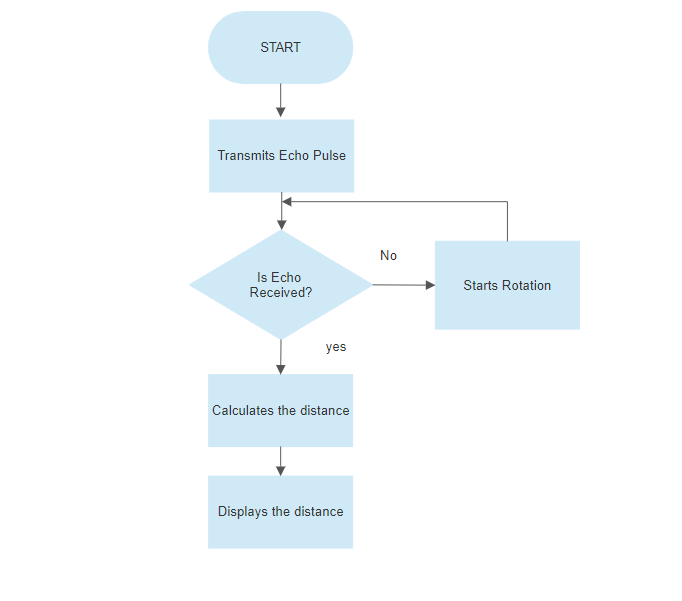 START
Transmits Echo Pulse
No
Is Echo
Received?
Starts Rotation
yes
Calculates the distance
Displays the distance